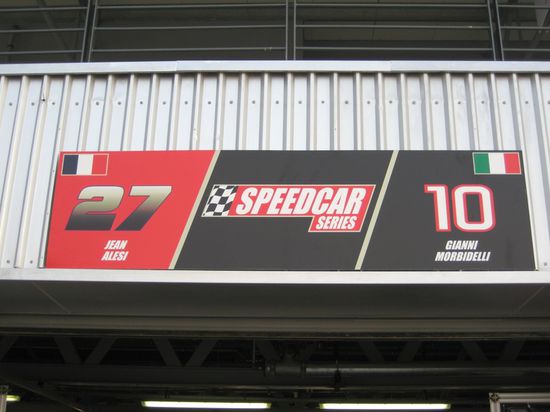 27
JEAN
ALESI
SPEEDCAR
SERIES
10
GIANNI
MORBIDELLI